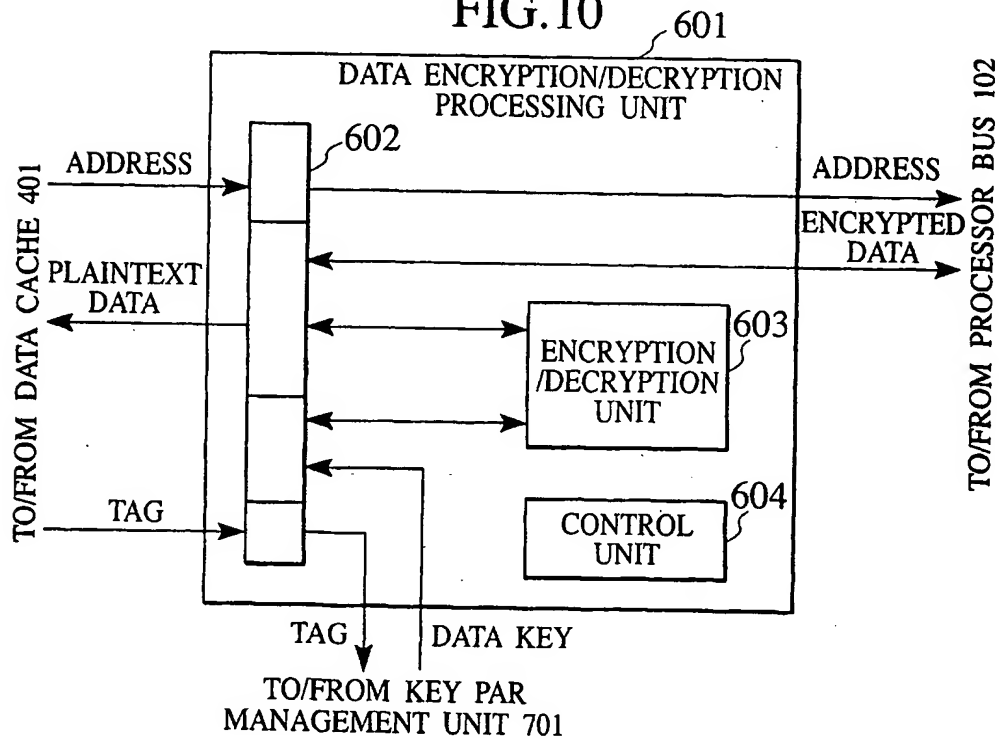 FIG.10
601
DATA ENCRYPTION/DECRYPTION
PROCESSING UNIT
602
TO/FROM DATA CACHE 401
ADDRESS
PLAINTEXT
DATA
TAG
ADDRESS
ENCRYPTED
DATA
TO/FROM PROCESSOR BUS 102
603
ENCRYPTION
/DECRYPTION
UNIT
604
CONTROL
UNIT
TAG
DATA KEY
TO/FROM KEY PAR
MANAGEMENT UNIT 701